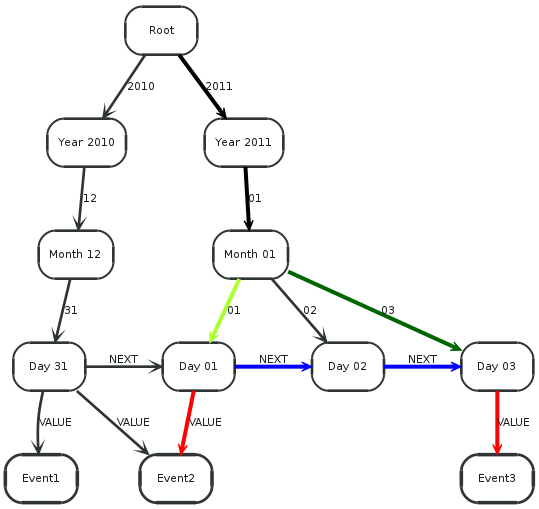 Root
2010
2011
Year 2010
Year 2011
12
01
Month 12
Month 01
31
01
02
03
Day 31
NEXT
Day 01
NEXT
Day 02
NEXT
Day 03
VALUE
VALUE
VALUE
VALUE
Event1
Event2
Event3